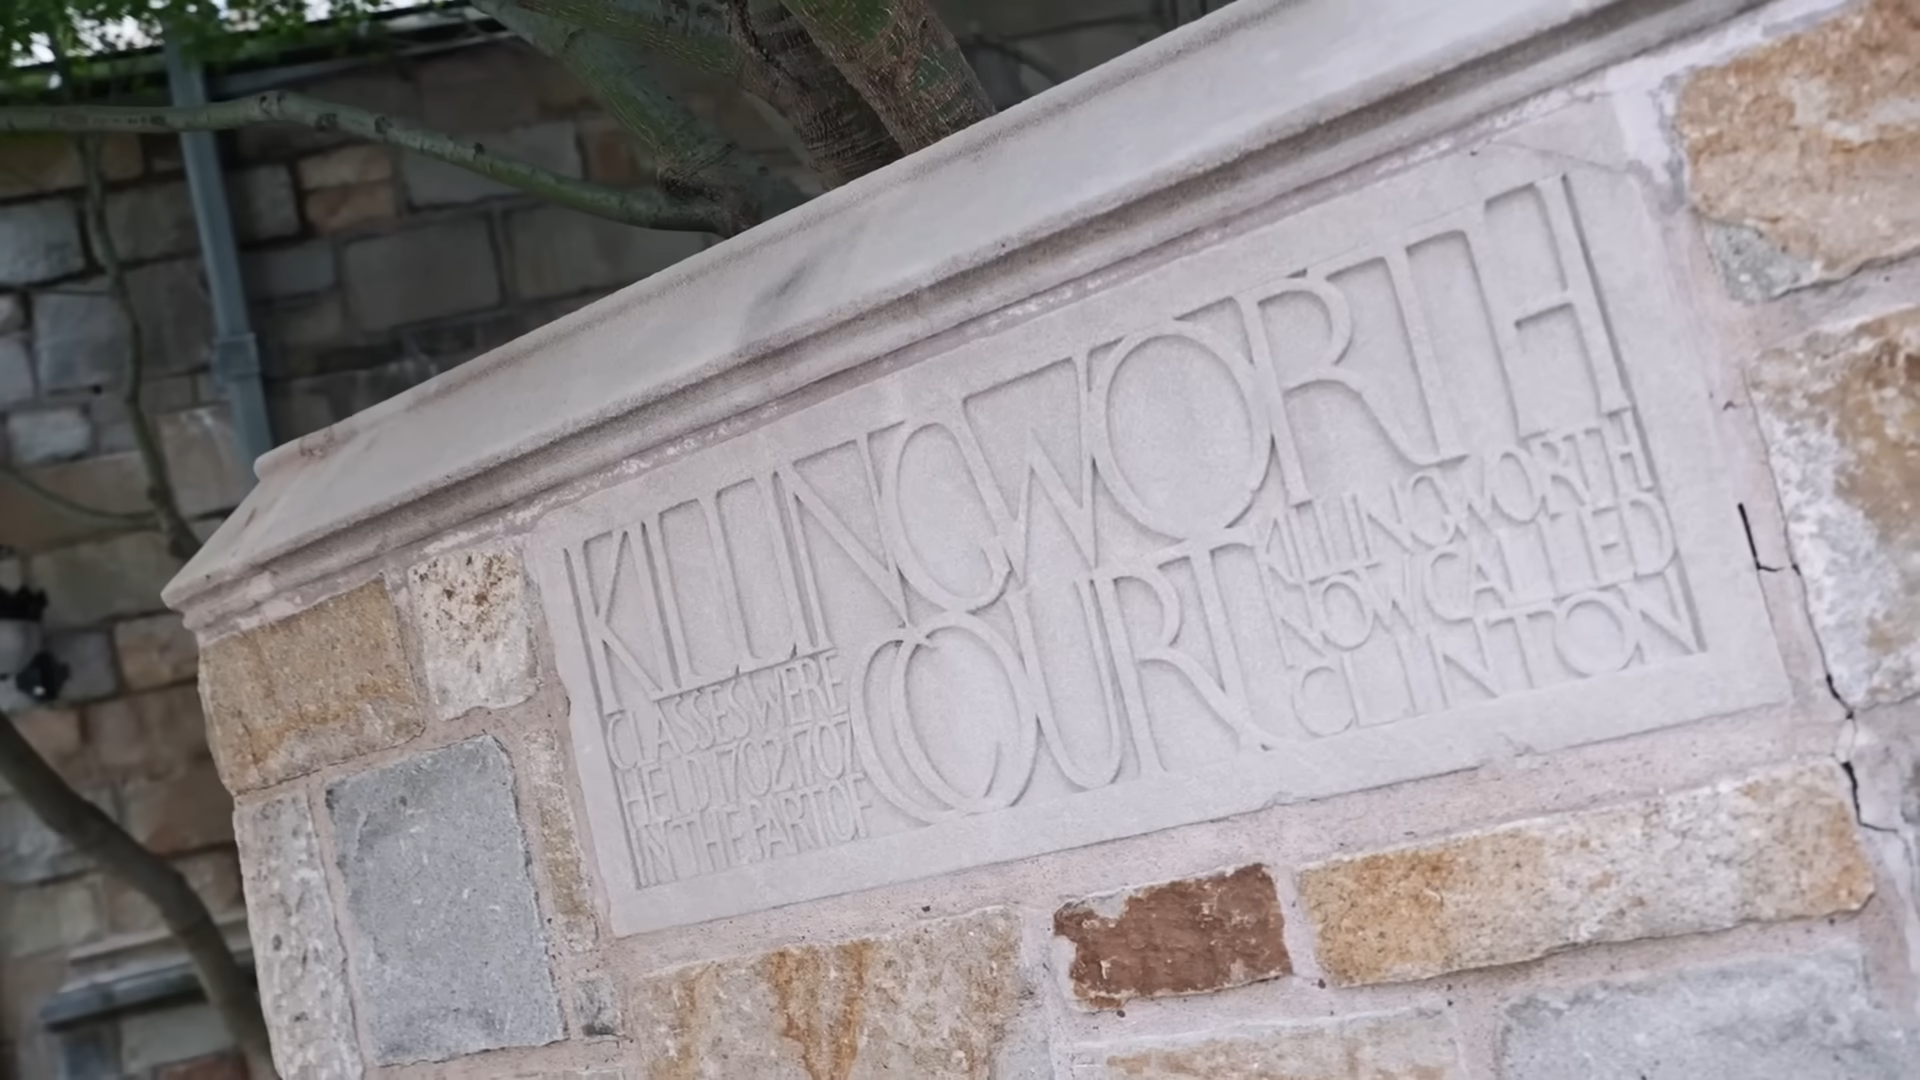 KILLINGWORTH
COURT
CLASSES WERE
HELD 1702 1707
IN THE PART OF
KILLINGWORTH
NOW CALLED
CLINTON